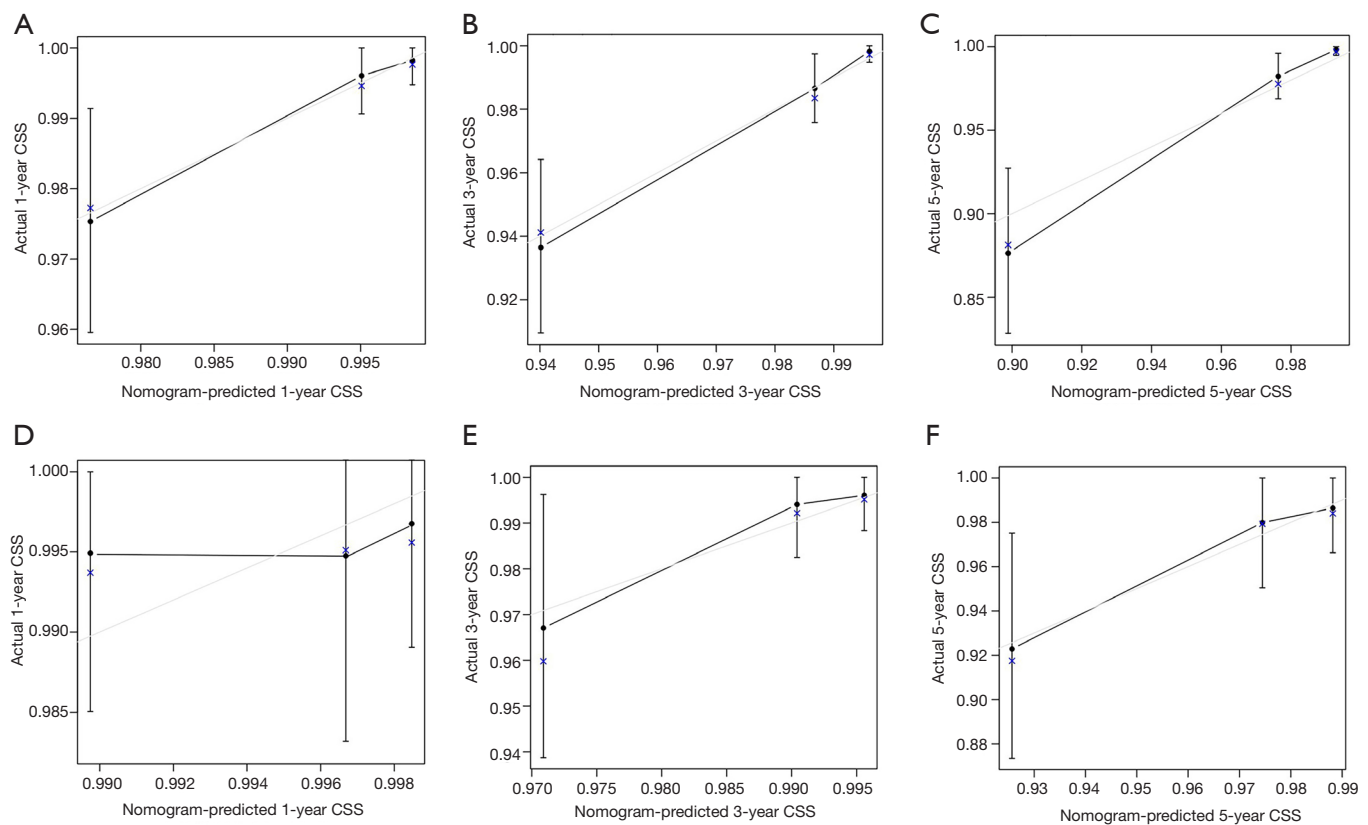 A
1.00
0.99
0.98
0.97
0.96
Actual 1-year CSS
0.980 0.985 0.990 0.995
Nomogram-predicted 1-year CSS
B
1.00
0.98
0.96
0.94
0.92
Actual 3-year CSS
0.94 0.95 0.96 0.97 0.98 0.99
Nomogram-predicted 3-year CSS
C
1.00
0.95
0.90
0.85
Actual 5-year CSS
0.90 0.92 0.94 0.96 0.98
Nomogram-predicted 5-year CSS
D
1.000
0.995
0.990
0.985
Actual 1-year CSS
0.990 0.992 0.994 0.996 0.998
Nomogram-predicted 1-year CSS
E
1.00
0.99
0.98
0.97
0.96
0.95
0.94
Actual 3-year CSS
0.970 0.975 0.980 0.985 0.990 0.995
Nomogram-predicted 3-year CSS
F
1.00
0.98
0.96
0.94
0.92
0.90
0.88
Actual 5-year CSS
0.93 0.94 0.95 0.96 0.97 0.98 0.99
Nomogram-predicted 5-year CSS